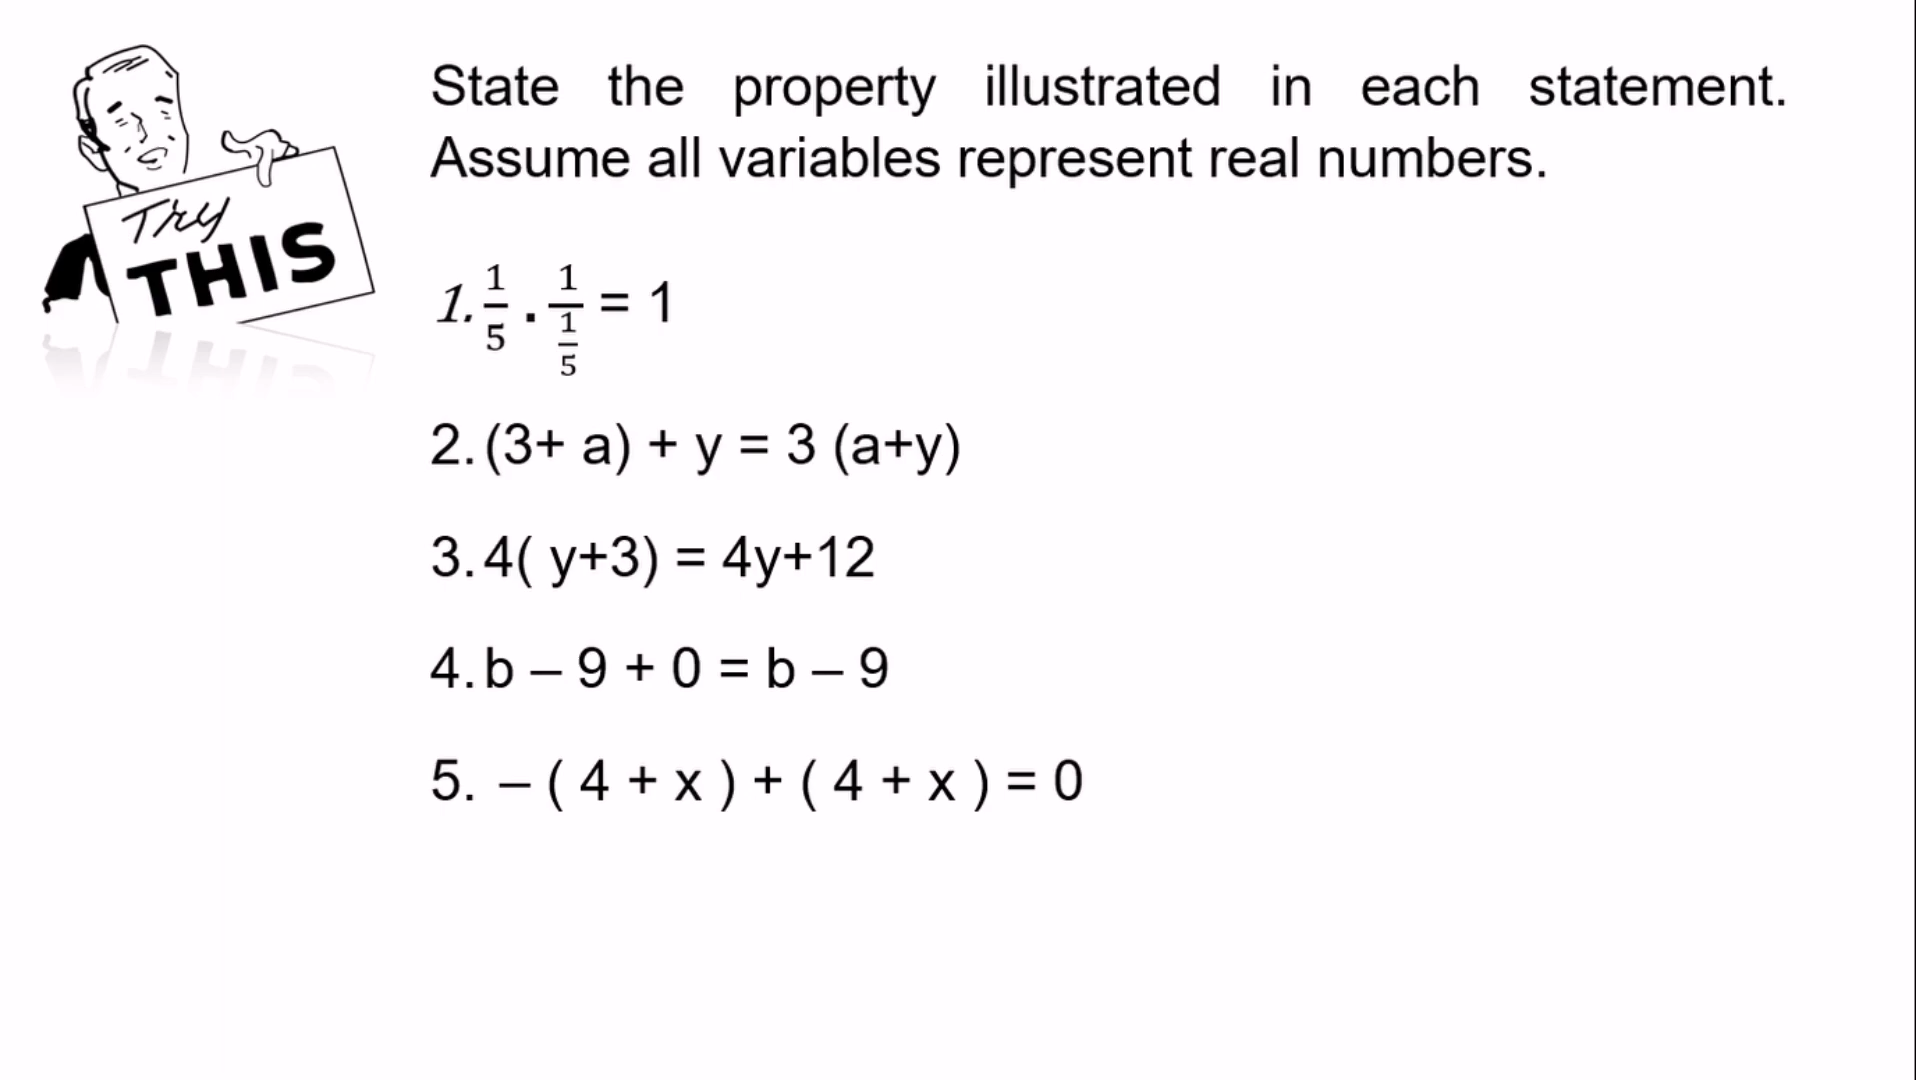 Try
THIS
State the property illustrated in each statement.
Assume all variables represent real numbers.
1. 1/5 . 1/(1/5) = 1
2. (3+ a) + y = 3 (a+y)
3. 4( y+3) = 4y+12
4. b – 9 + 0 = b – 9
5. – ( 4 + x ) + ( 4 + x ) = 0